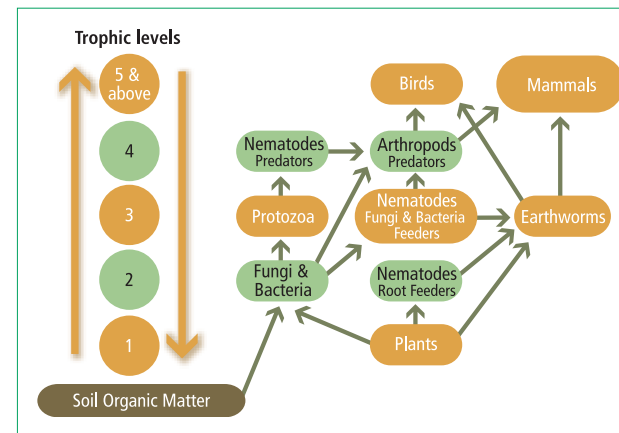 Trophic levels
5 &
above
4
3
2
1
Soil Organic Matter
Birds
Mammals
Nematodes
Predators
Arthropods
Predators
Protozoa
Nematodes
Fungi & Bacteria
Feeders
Earthworms
Fungi &
Bacteria
Nematodes
Root Feeders
Plants